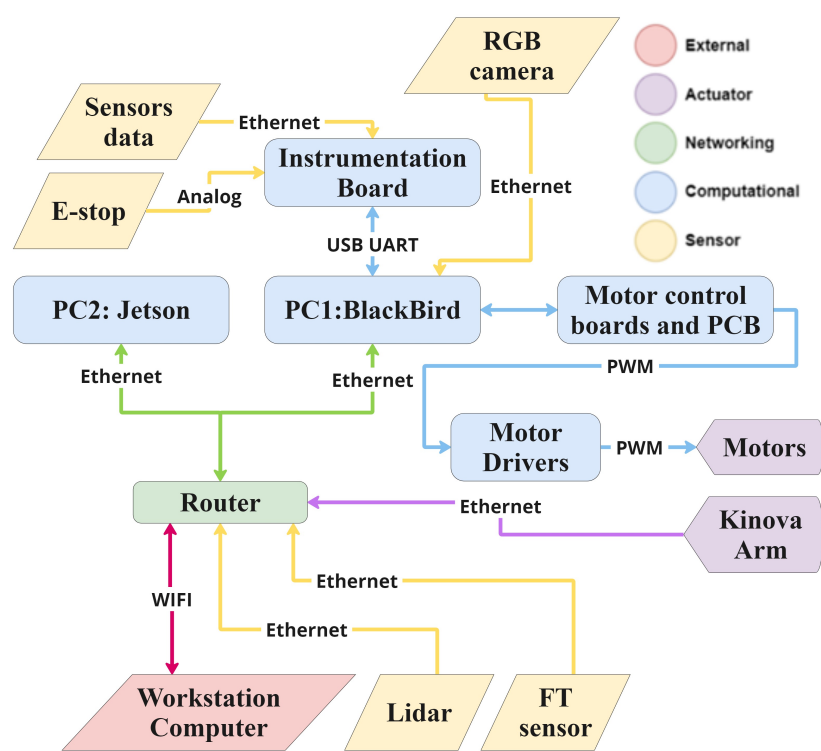 RGB
camera
External
Actuator
Networking
Computational
Sensor
Sensors
data
Ethernet
Instrumentation
Board
E-stop
Analog
Ethernet
USB UART
PC2: Jetson
PC1:BlackBird
Motor control
boards and PCB
Ethernet
Ethernet
PWM
Motor
Drivers
PWM
Motors
Router
Ethernet
Kinova
Arm
WIFI
Ethernet
Ethernet
Workstation
Computer
Lidar
FT
sensor